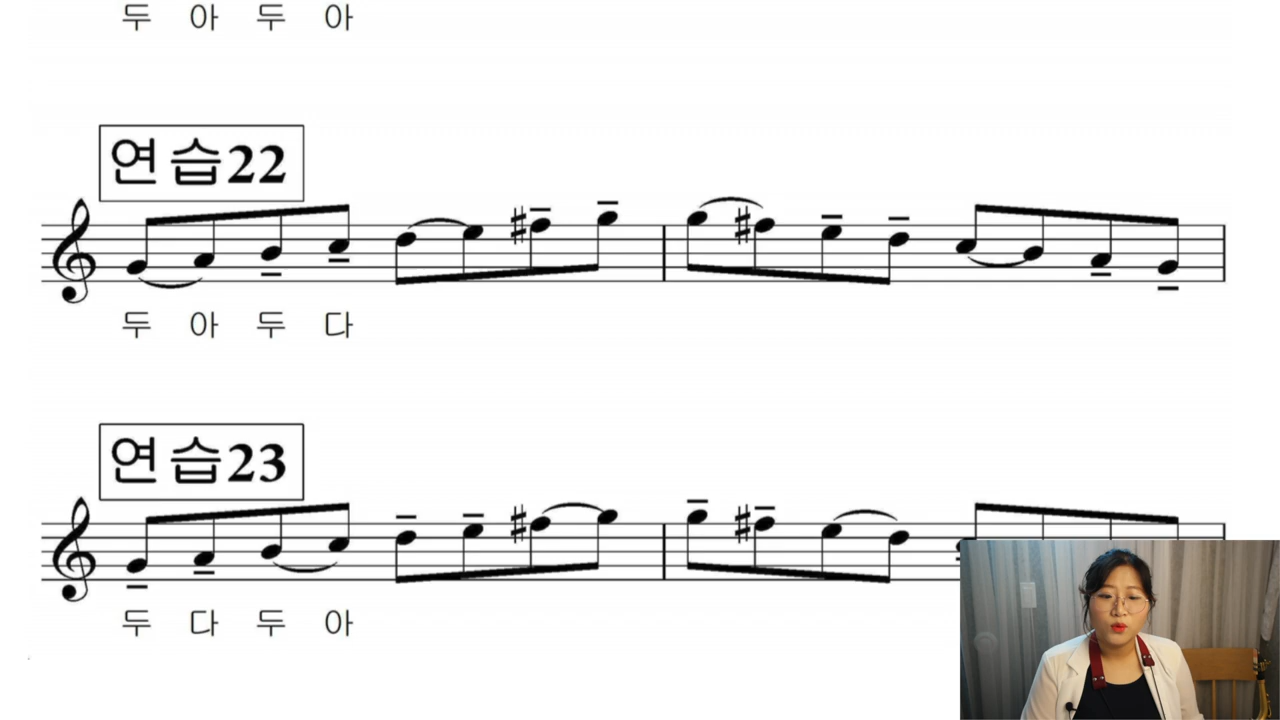 두 아 두 아
연습22
두 아 두 다
연습23
두 다 두 아